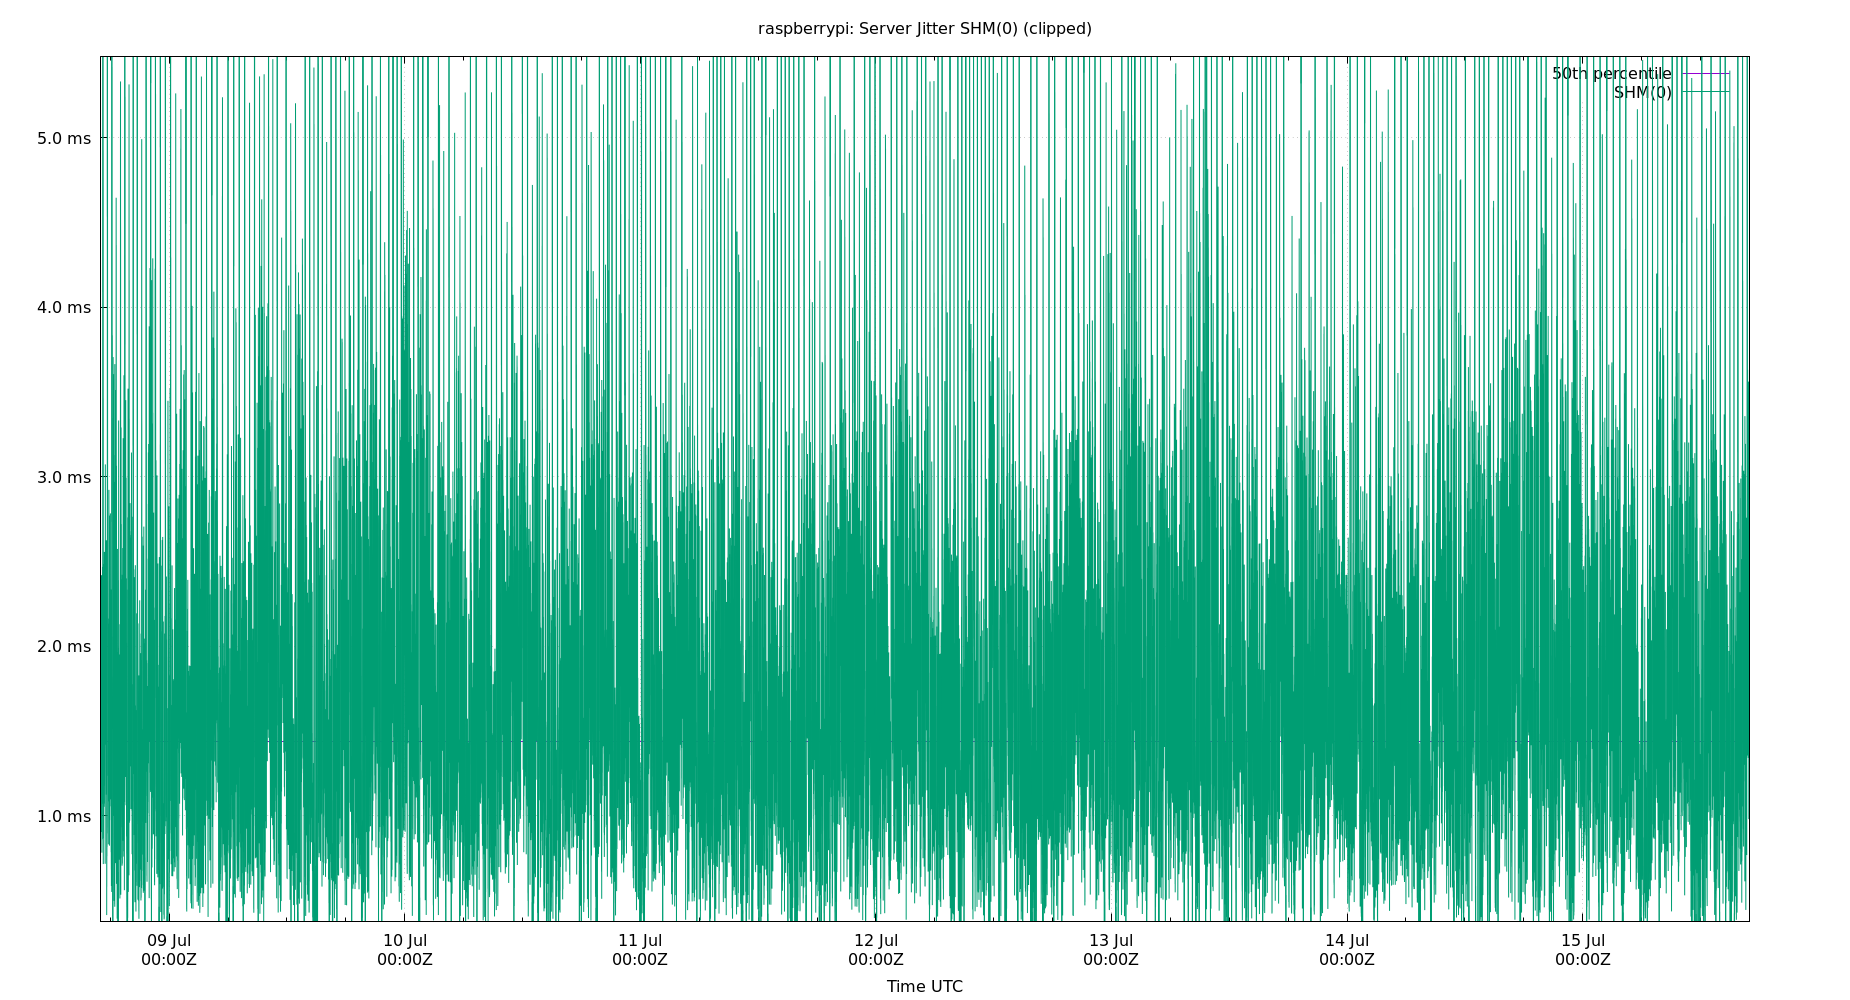 raspberrypi: Server Jitter SHM(0) (clipped)
50th percentile
SHM(0)
5.0 ms
4.0 ms
3.0 ms
2.0 ms
1.0 ms
09 Jul 10 Jul 11 Jul 12 Jul 13 Jul 14 Jul 15 Jul
00:00Z 00:00Z 00:00Z 00:00Z 00:00Z 00:00Z 00:00Z
Time UTC